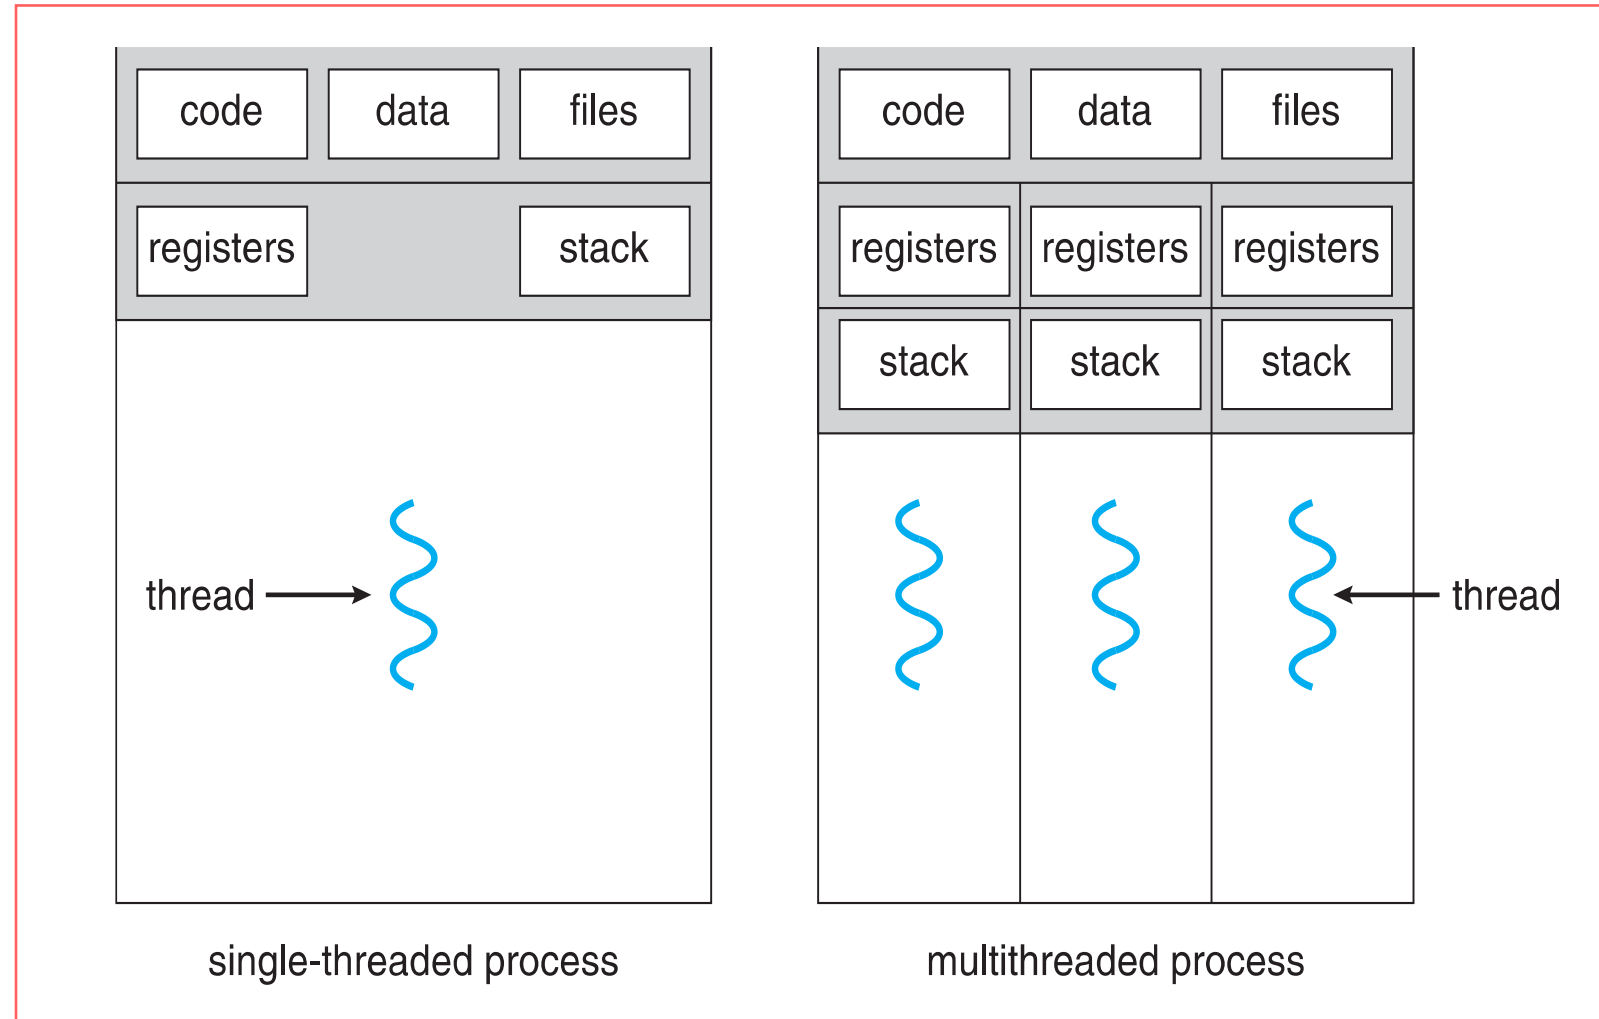 code data files
registers stack
thread
single-threaded process
code data files
registers registers registers
stack stack stack
thread
multithreaded process